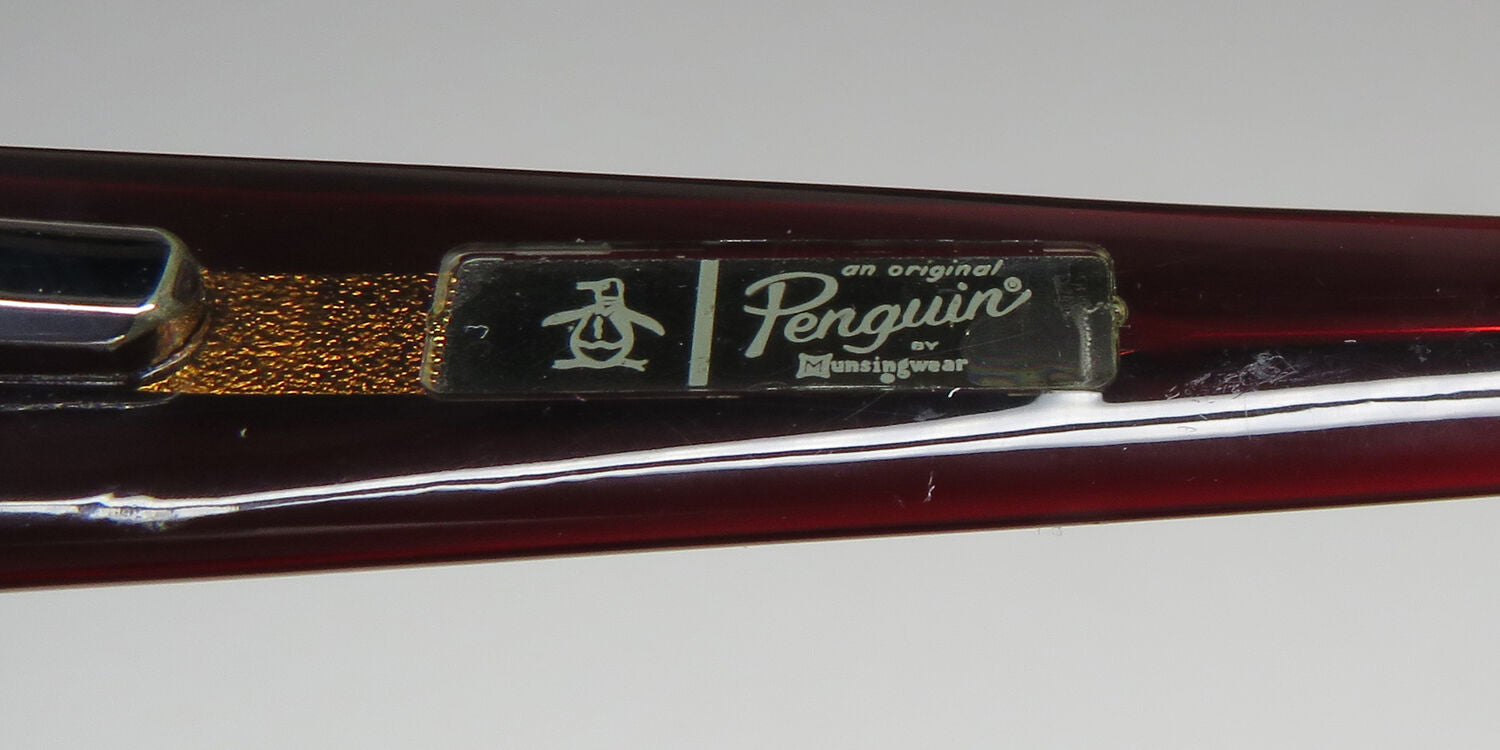 an original
Penguin®
BY
Munsingwear
®